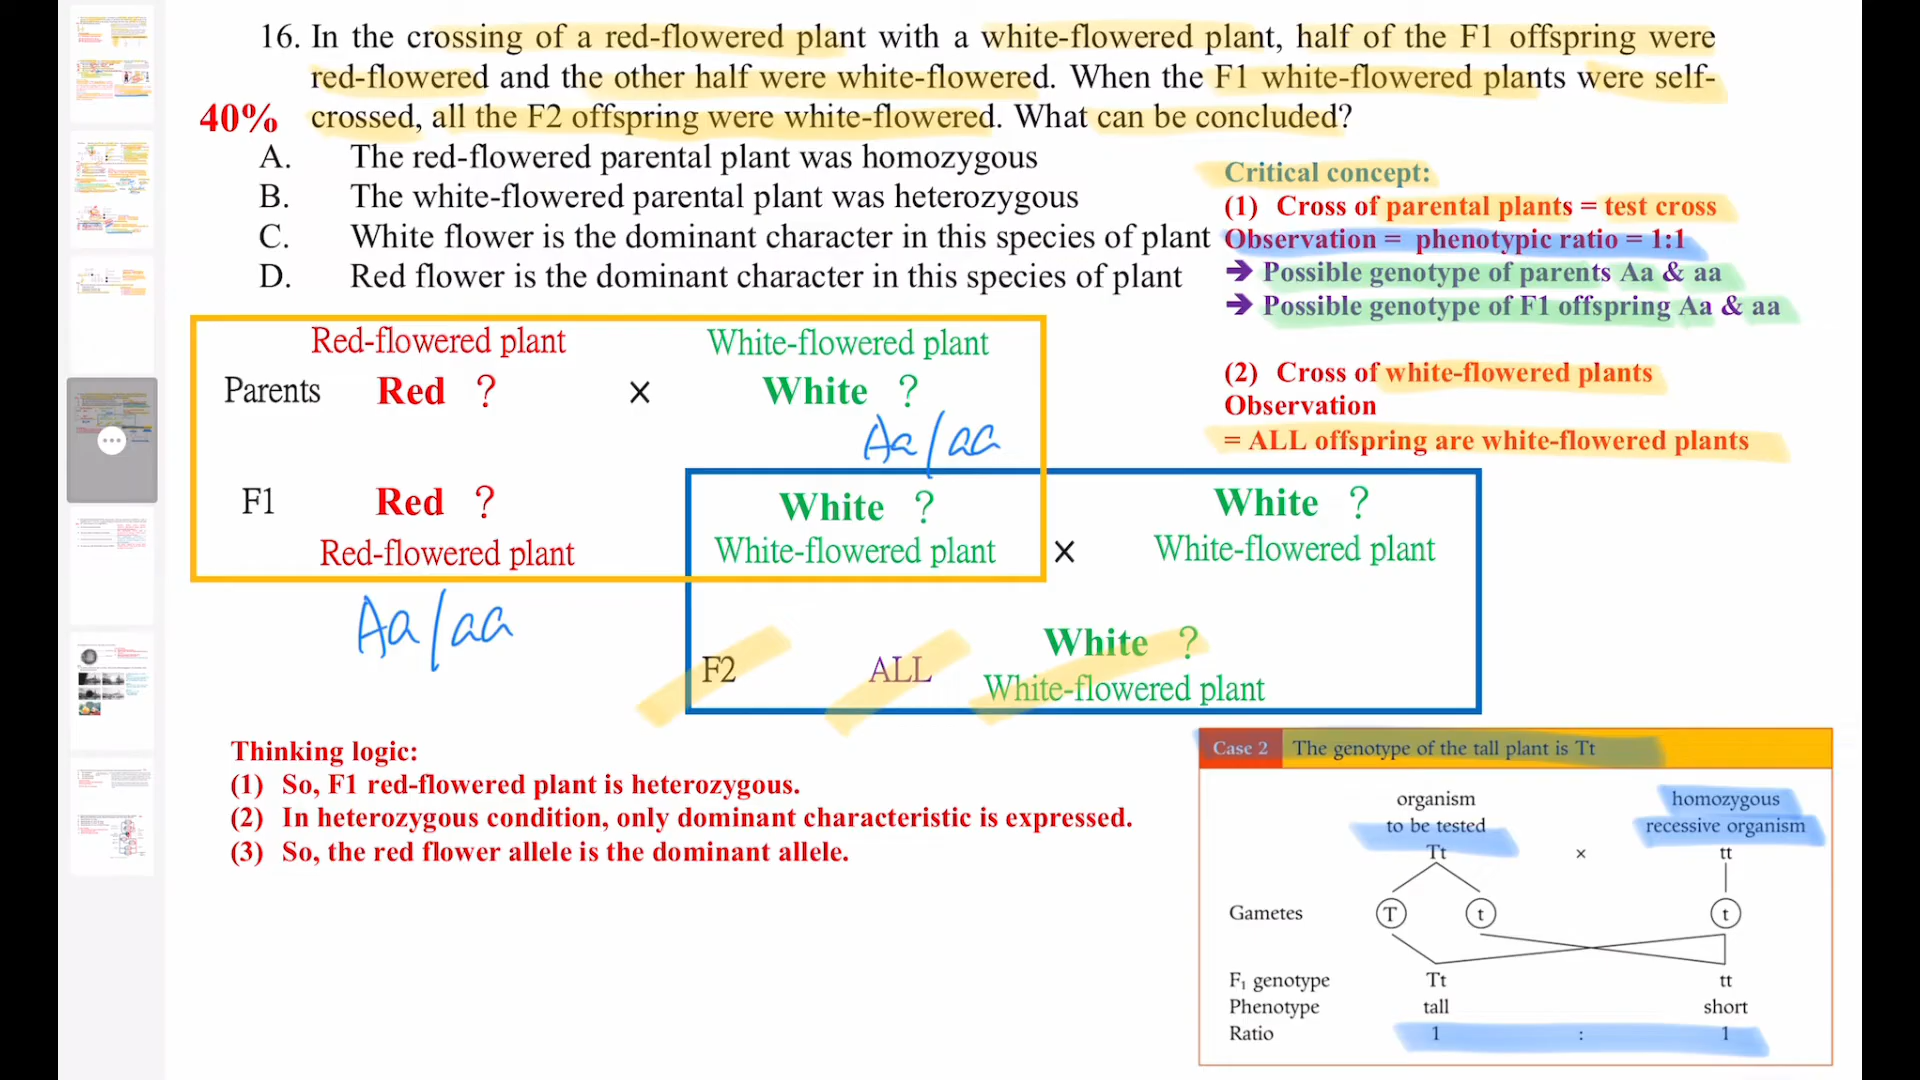 16. In the crossing of a red-flowered plant with a white-flowered plant, half of the F1 offspring were
red-flowered and the other half were white-flowered. When the F1 white-flowered plants were self-
40% crossed, all the F2 offspring were white-flowered. What can be concluded?
A. The red-flowered parental plant was homozygous
B. The white-flowered parental plant was heterozygous
C. White flower is the dominant character in this species of plant
D. Red flower is the dominant character in this species of plant
Critical concept:
(1) Cross of parental plants = test cross
Observation = phenotypic ratio = 1:1
➔ Possible genotype of parents Aa & aa
➔ Possible genotype of F1 offspring Aa & aa
(2) Cross of white-flowered plants
Observation
= ALL offspring are white-flowered plants
Red-flowered plant White-flowered plant
Parents Red ? × White ?
Aa/aa
F1 Red ? White ? White ?
Red-flowered plant White-flowered plant × White-flowered plant
Aa/aa
White ?
F2 ALL White-flowered plant
Thinking logic:
(1) So, F1 red-flowered plant is heterozygous.
(2) In heterozygous condition, only dominant characteristic is expressed.
(3) So, the red flower allele is the dominant allele.
Case 2 The genotype of the tall plant is Tt
organism homozygous
to be tested recessive organism
Tt × tt
Gametes T t t
F₁ genotype Tt tt
Phenotype tall short
Ratio 1 : 1